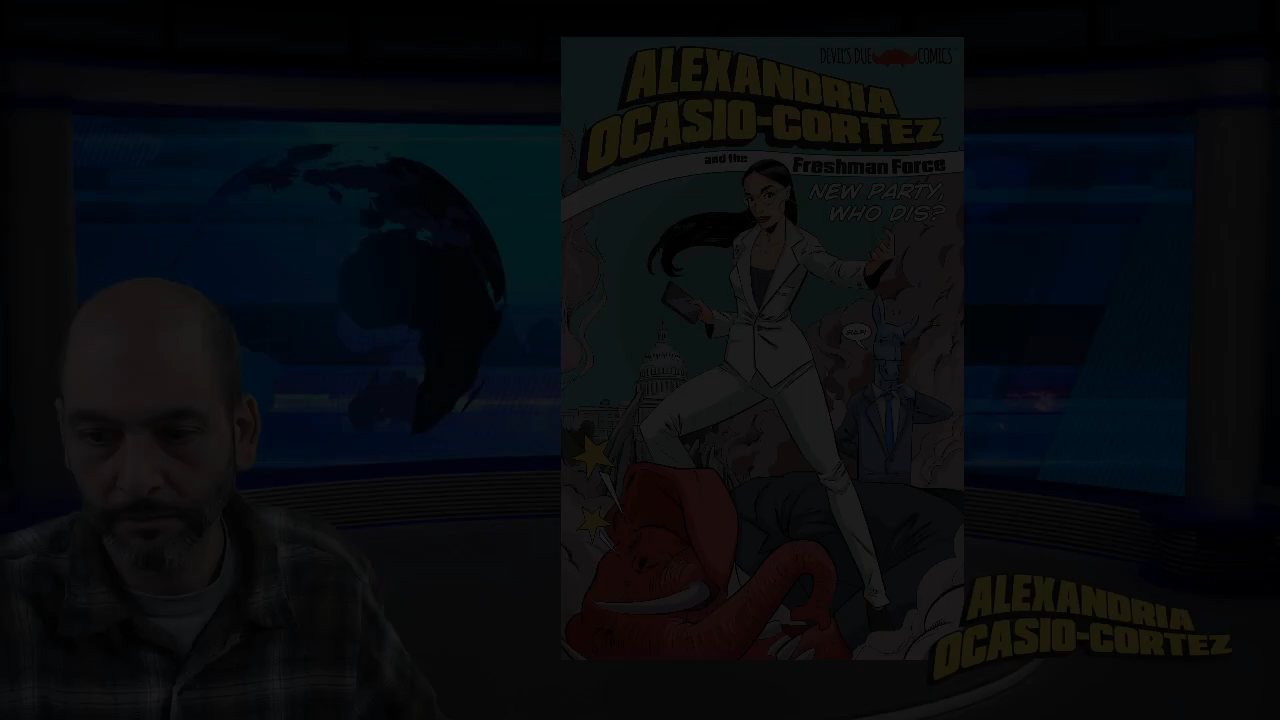 DEVIL'S DUE COMICS
ALEXANDRIA
OCASIO-CORTEZ
and the Freshman Force
NEW PARTY,
WHO DIS?
ALEXANDRIA
OCASIO-CORTEZ